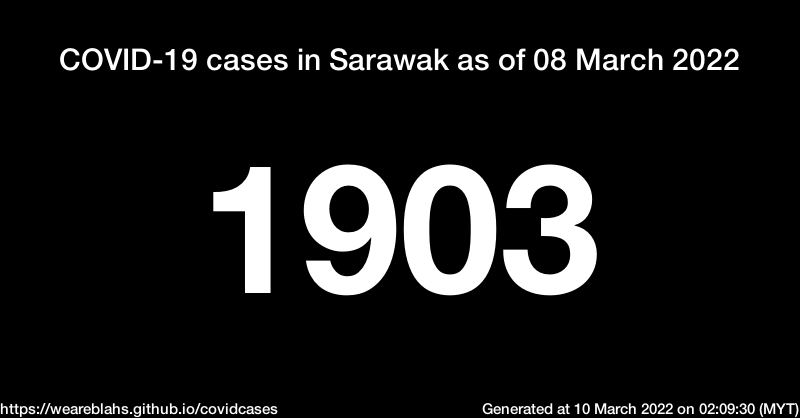 COVID-19 cases in Sarawak as of 08 March 2022
1903
https://weareblahs.github.io/covidcases
Generated at 10 March 2022 on 02:09:30 (MYT)